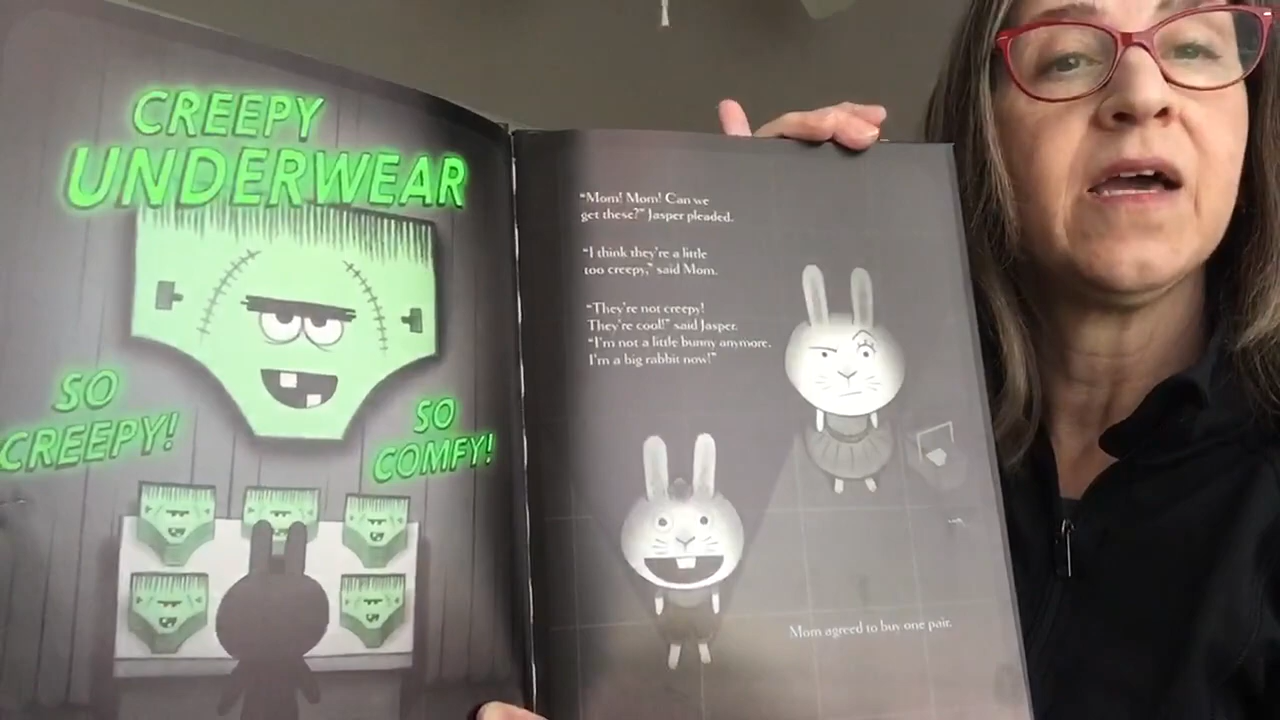 CREEPY
UNDERWEAR
SO
CREEPY!
SO
COMFY!
“Mom! Mom! Can we
get these?” Jasper pleaded.
“I think they’re a little
too creepy,” said Mom.
“They’re not creepy!
They’re cool!” said Jasper.
“I’m not a little bunny anymore.
I’m a big rabbit now!”
Mom agreed to buy one pair.